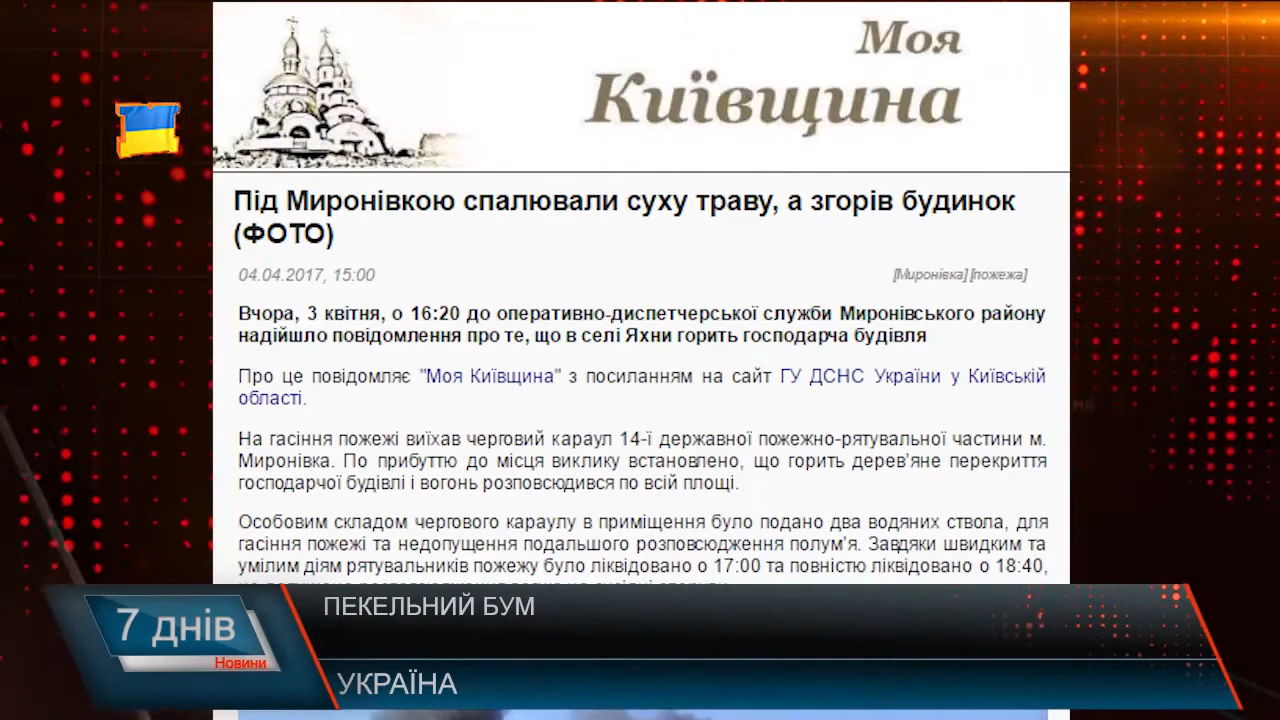 Моя
Київщина
Під Миронівкою спалювали суху траву, а згорів будинок
(ФОТО)
04.04.2017, 15:00
[Миронівка] [пожежа]
Вчора, 3 квітня, о 16:20 до оперативно-диспетчерської служби Миронівського району
надійшло повідомлення про те, що в селі Яхни горить господарча будівля
Про це повідомляє "Моя Київщина" з посиланням на сайт ГУ ДСНС України у Київській
області.
На гасіння пожежі виїхав черговий караул 14-ї державної пожежно-рятувальної частини м.
Миронівка. По прибуттю до місця виклику встановлено, що горить дерев’яне перекриття
господарчої будівлі і вогонь розповсюдився по всій площі.
Особовим складом чергового караулу в приміщення було подано два водяних ствола, для
гасіння пожежі та недопущення подальшого розповсюдження полум’я. Завдяки швидким та
умілим діям рятувальників пожежу було ліквідовано о 17:00 та повністю ліквідовано о 18:40,
7 днів
Новини
ПЕКЕЛЬНИЙ БУМ
УКРАЇНА